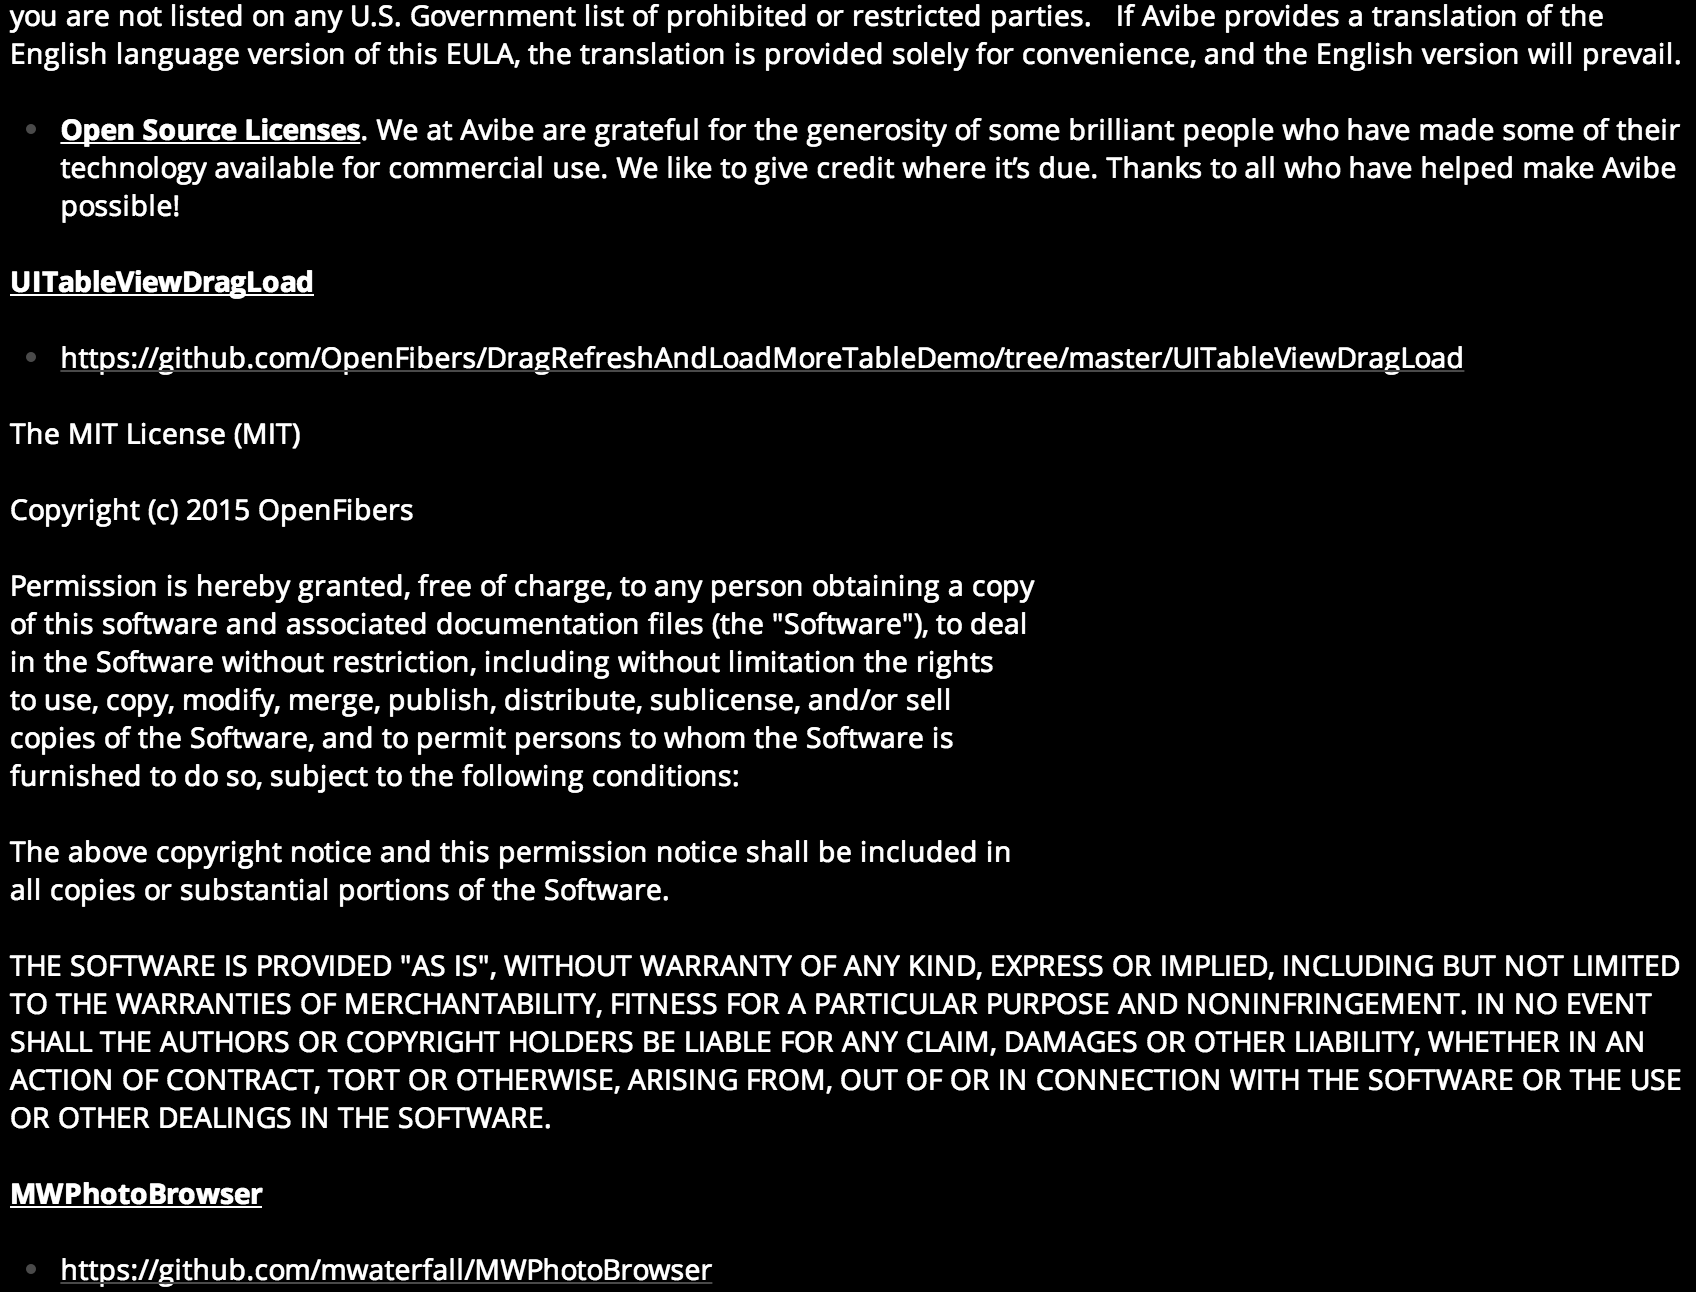 you are not listed on any U.S. Government list of prohibited or restricted parties.   If Avibe provides a translation of the
English language version of this EULA, the translation is provided solely for convenience, and the English version will prevail.
• Open Source Licenses. We at Avibe are grateful for the generosity of some brilliant people who have made some of their
technology available for commercial use. We like to give credit where it’s due. Thanks to all who have helped make Avibe
possible!
UITableViewDragLoad
• https://github.com/OpenFibers/DragRefreshAndLoadMoreTableDemo/tree/master/UITableViewDragLoad
The MIT License (MIT)
Copyright (c) 2015 OpenFibers
Permission is hereby granted, free of charge, to any person obtaining a copy
of this software and associated documentation files (the "Software"), to deal
in the Software without restriction, including without limitation the rights
to use, copy, modify, merge, publish, distribute, sublicense, and/or sell
copies of the Software, and to permit persons to whom the Software is
furnished to do so, subject to the following conditions:
The above copyright notice and this permission notice shall be included in
all copies or substantial portions of the Software.
THE SOFTWARE IS PROVIDED "AS IS", WITHOUT WARRANTY OF ANY KIND, EXPRESS OR IMPLIED, INCLUDING BUT NOT LIMITED
TO THE WARRANTIES OF MERCHANTABILITY, FITNESS FOR A PARTICULAR PURPOSE AND NONINFRINGEMENT. IN NO EVENT
SHALL THE AUTHORS OR COPYRIGHT HOLDERS BE LIABLE FOR ANY CLAIM, DAMAGES OR OTHER LIABILITY, WHETHER IN AN
ACTION OF CONTRACT, TORT OR OTHERWISE, ARISING FROM, OUT OF OR IN CONNECTION WITH THE SOFTWARE OR THE USE
OR OTHER DEALINGS IN THE SOFTWARE.
MWPhotoBrowser
• https://github.com/mwaterfall/MWPhotoBrowser